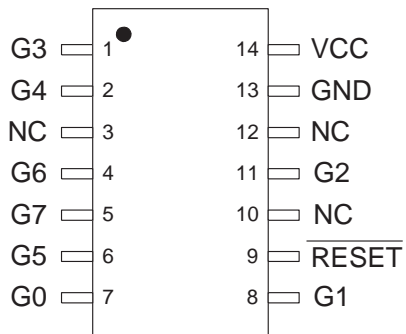 G3 1 14 VCC
G4 2 13 GND
NC 3 12 NC
G6 4 11 G2
G7 5 10 NC
G5 6 9 RESET
G0 7 8 G1